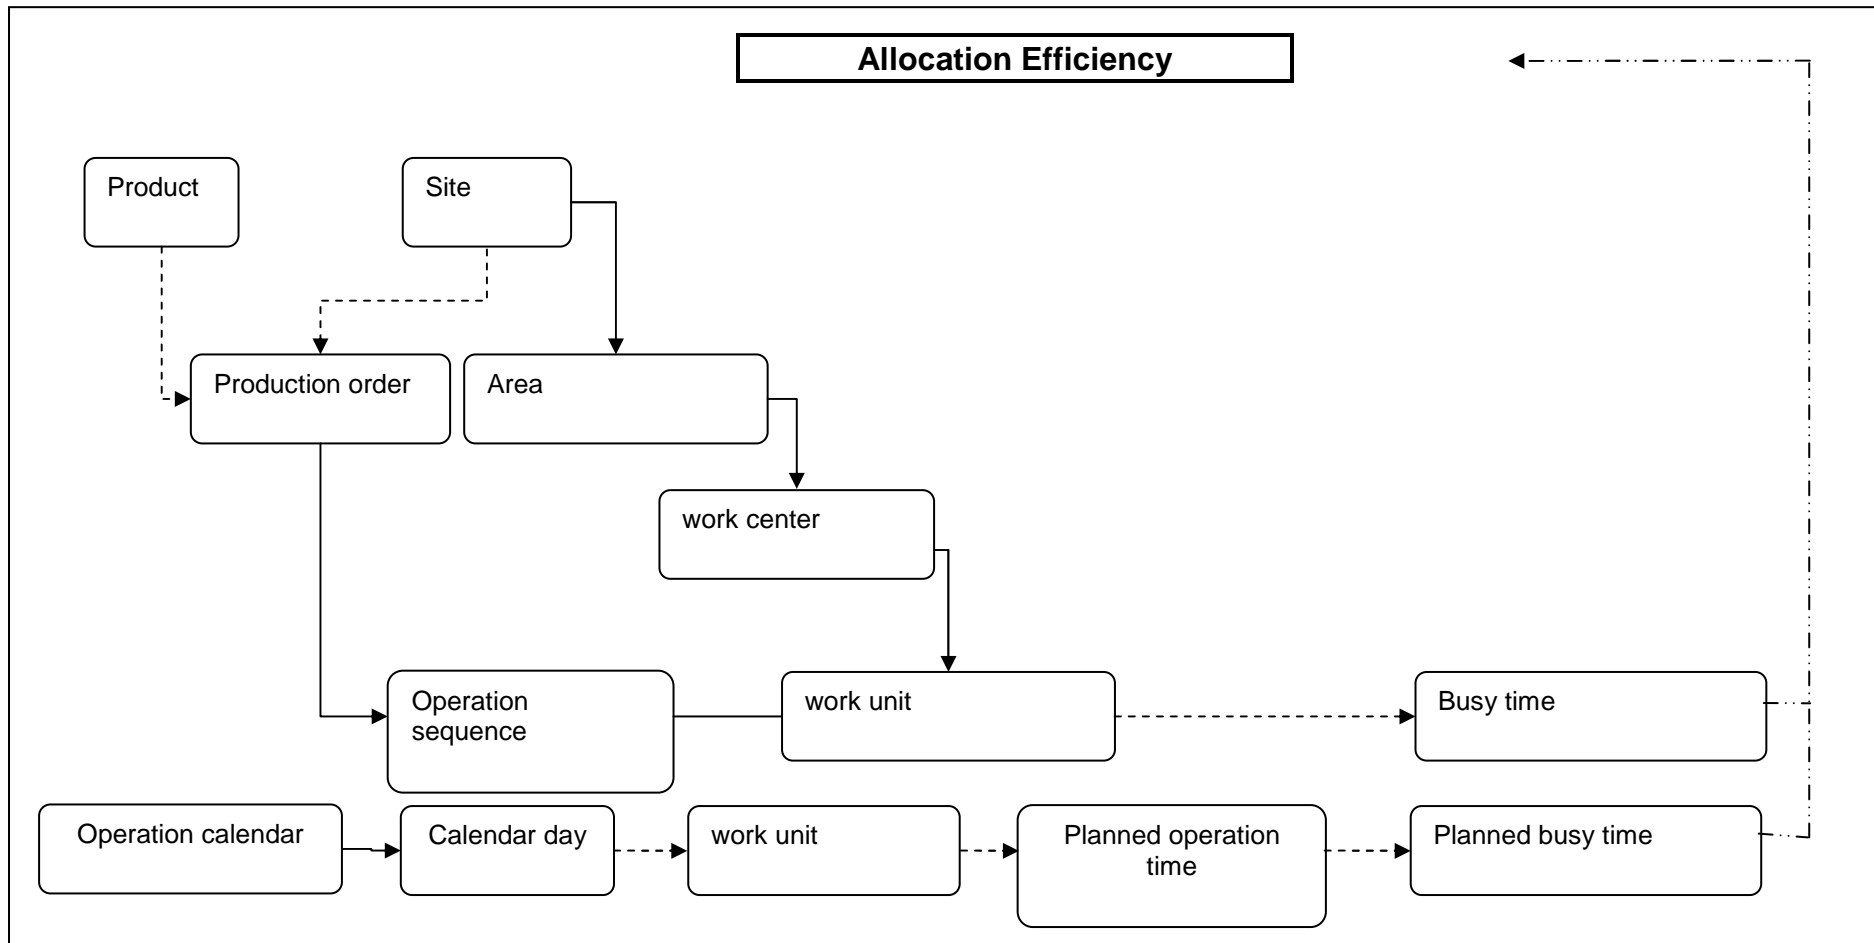 Allocation Efficiency
Product
Site
Production order
Area
work center
Operation
sequence
work unit
Busy time
Operation calendar
Calendar day
work unit
Planned operation
time
Planned busy time